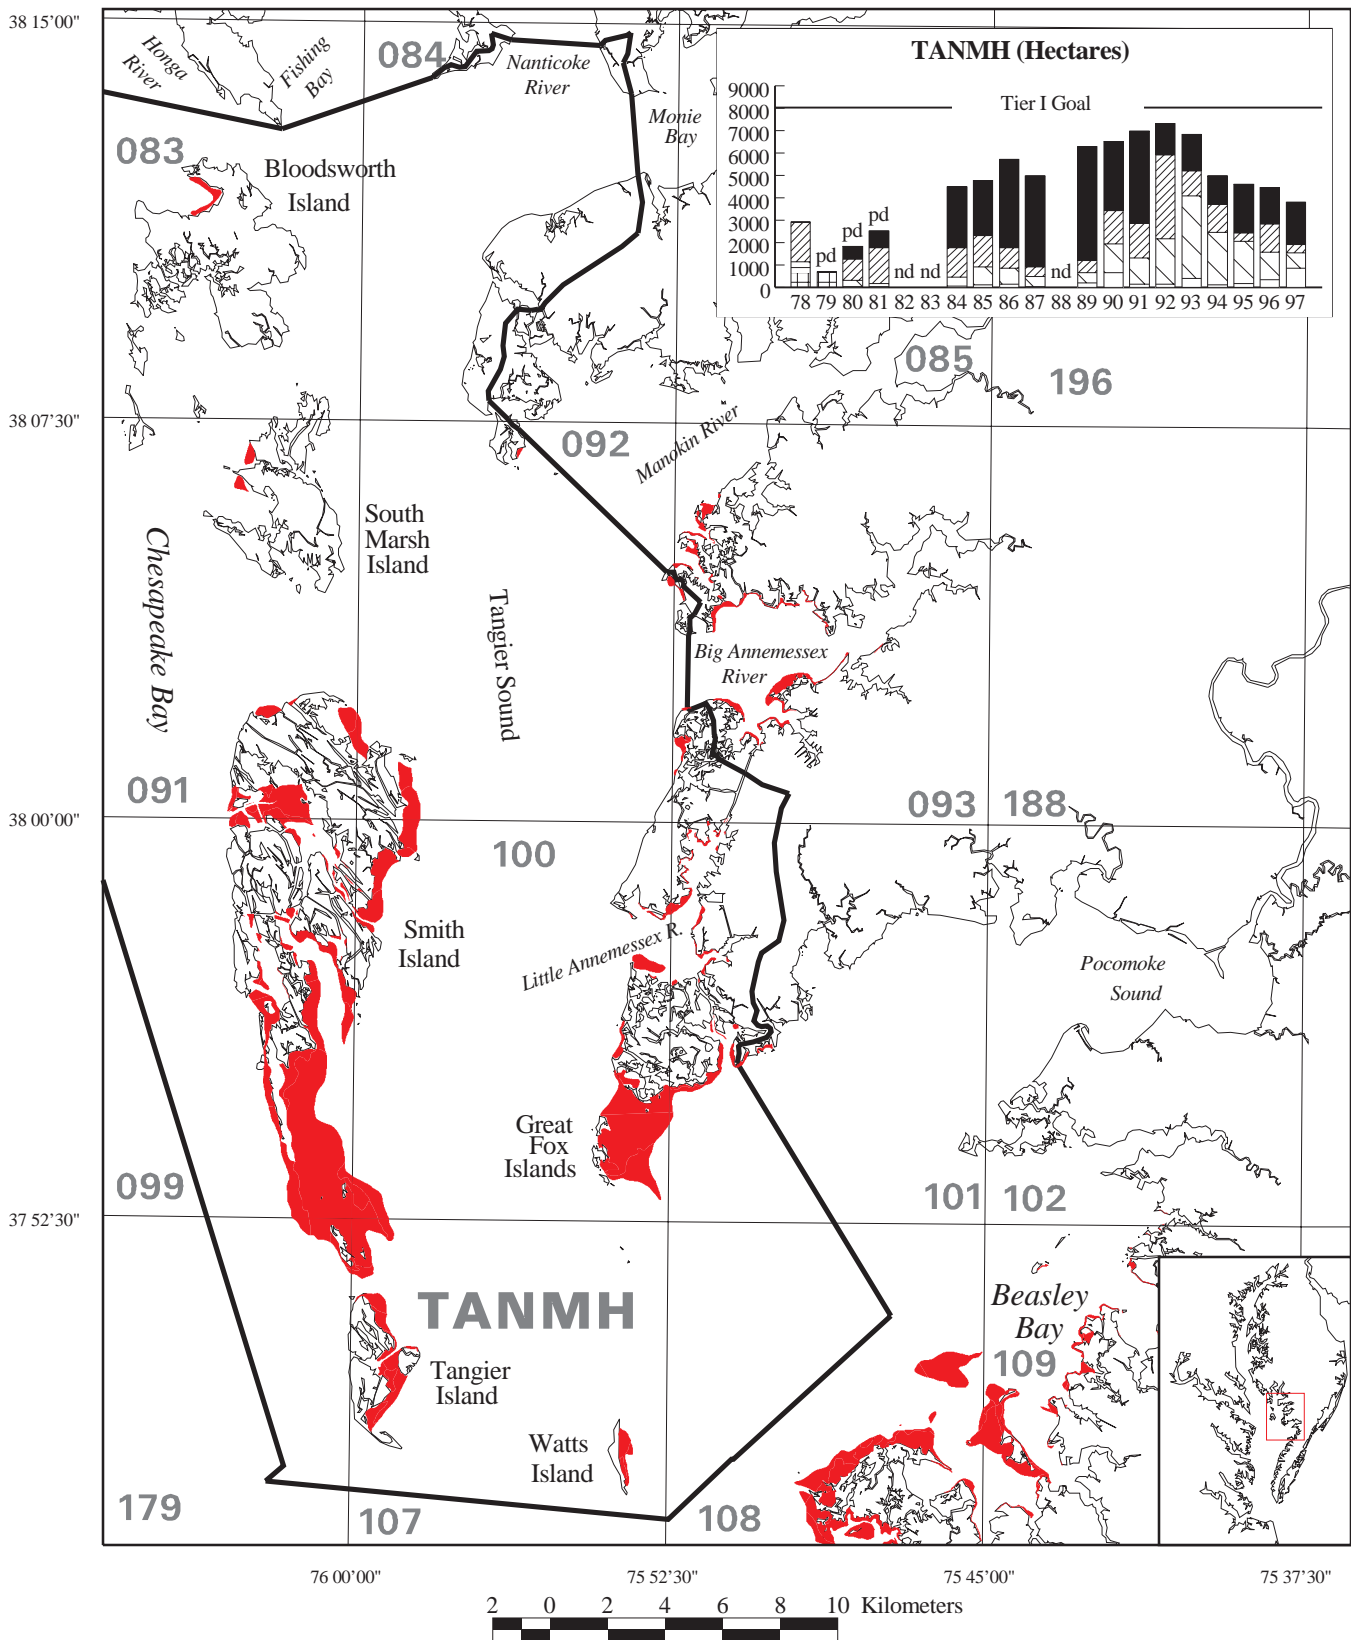 38 15'00"
Honga
River
Fishing
Bay
084
Nanticoke
River
Monie
Bay
TANMH (Hectares)
Tier I Goal
9000
8000
7000
6000
5000
4000
3000
2000
1000
0
pd
pd
pd
nd
nd
nd
78 79 80 81 82 83 84 85 86 87 88 89 90 91 92 93 94 95 96 97
083
Bloodsworth
Island
085
196
38 07'30"
092
Manokin River
South
Marsh
Island
Chesapeake Bay
Tangier Sound
Big Annemessex
River
091
093
188
38 00'00"
100
Smith
Island
Little Annemessex R.
Pocomoke
Sound
Great
Fox
Islands
099
101
102
37 52'30"
TANMH
Beasley
Bay
109
Tangier
Island
Watts
Island
179
107
108
76 00'00"
75 52'30"
75 45'00"
75 37'30"
2 0 2 4 6 8 10 Kilometers